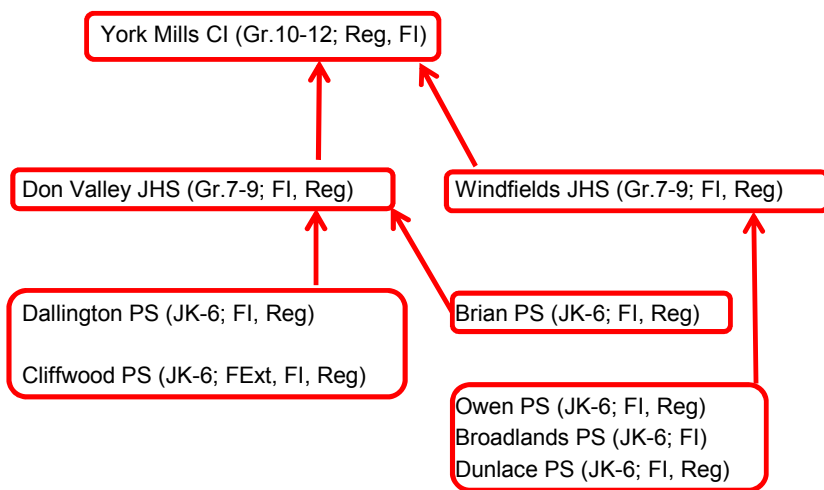 York Mills CI (Gr.10-12; Reg, FI)
Don Valley JHS (Gr.7-9; FI, Reg)
Windfields JHS (Gr.7-9; FI, Reg)
Dallington PS (JK-6; FI, Reg)
Brian PS (JK-6; FI, Reg)
Cliffwood PS (JK-6; FExt, FI, Reg)
Owen PS (JK-6; FI, Reg)
Broadlands PS (JK-6; FI)
Dunlace PS (JK-6; FI, Reg)